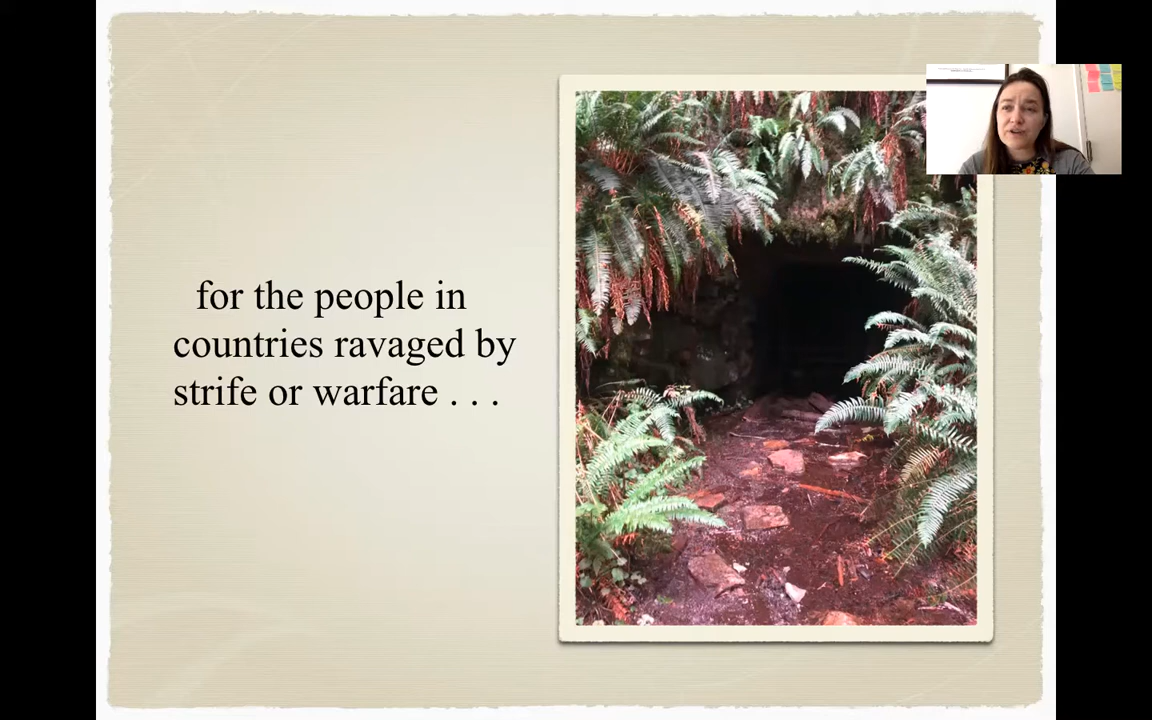 for the people in
countries ravaged by
strife or warfare . . .